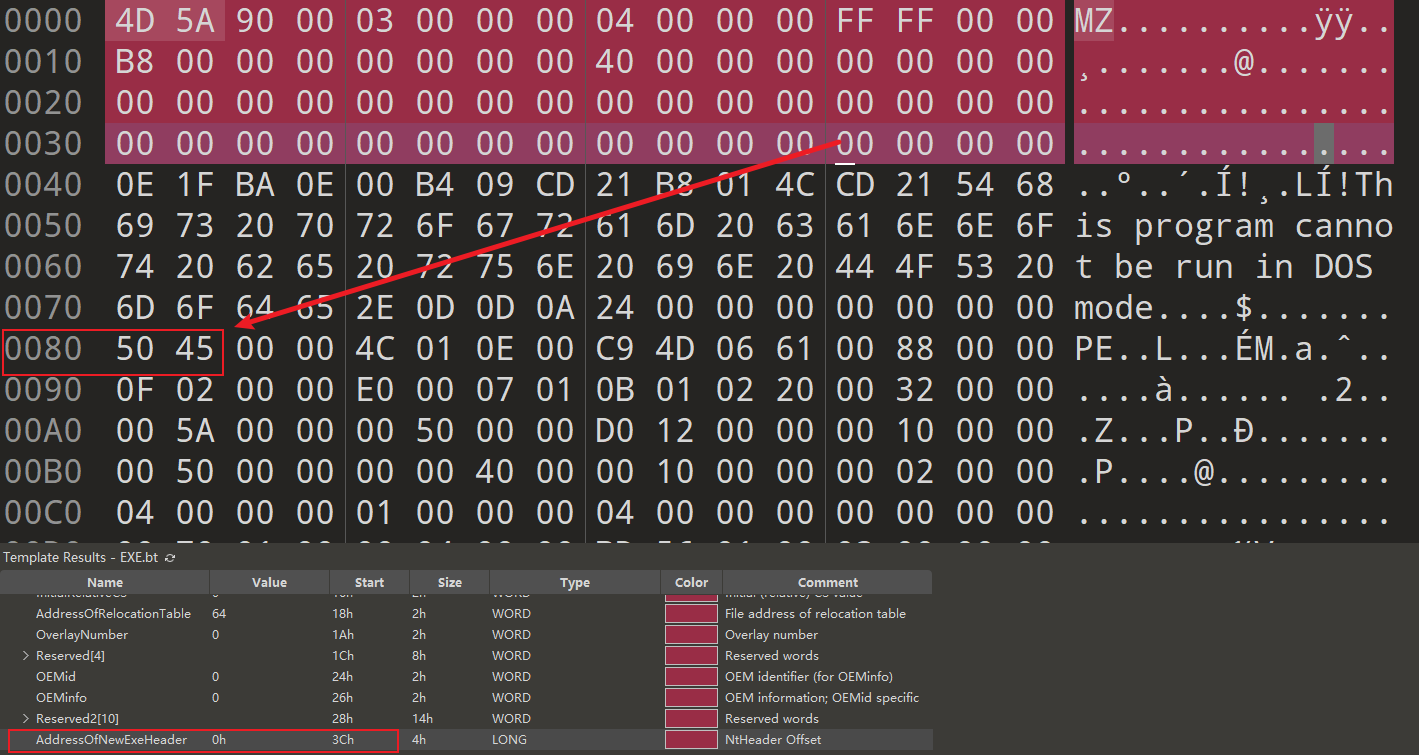 0000 4D 5A 90 00 03 00 00 00 04 00 00 00 FF FF 00 00 MZ..........ÿÿ..
0010 B8 00 00 00 00 00 00 00 40 00 00 00 00 00 00 00 ¸.......@.......
0020 00 00 00 00 00 00 00 00 00 00 00 00 00 00 00 00 ................
0030 00 00 00 00 00 00 00 00 00 00 00 00 00 00 00 00 ................
0040 0E 1F BA 0E 00 B4 09 CD 21 B8 01 4C CD 21 54 68 ..º..´.Í!¸.LÍ!Th
0050 69 73 20 70 72 6F 67 72 61 6D 20 63 61 6E 6E 6F is program canno
0060 74 20 62 65 20 72 75 6E 20 69 6E 20 44 4F 53 20 t be run in DOS
0070 6D 6F 64 65 2E 0D 0D 0A 24 00 00 00 00 00 00 00 mode....$.......
0080 50 45 00 00 4C 01 0E 00 C9 4D 06 61 00 88 00 00 PE..L...ÉM.a.ˆ..
0090 0F 02 00 00 E0 00 07 01 0B 01 02 20 00 32 00 00 ....à...... .2..
00A0 00 5A 00 00 00 50 00 00 D0 12 00 00 00 10 00 00 .Z...P..Ð.......
00B0 00 50 00 00 00 00 40 00 00 10 00 00 00 02 00 00 .P....@.........
00C0 04 00 00 00 01 00 00 00 04 00 00 00 00 00 00 00 ................
Template Results - EXE.bt
Name Value Start Size Type Color Comment
AddressOfRelocationTable 64 18h 2h WORD File address of relocation table
OverlayNumber 0 1Ah 2h WORD Overlay number
Reserved[4] 1Ch 8h WORD Reserved words
OEMid 0 24h 2h WORD OEM identifier (for OEMinfo)
OEMinfo 0 26h 2h WORD OEM information; OEMid specific
Reserved2[10] 28h 14h WORD Reserved words
AddressOfNewExeHeader 0h 3Ch 4h LONG NtHeader Offset